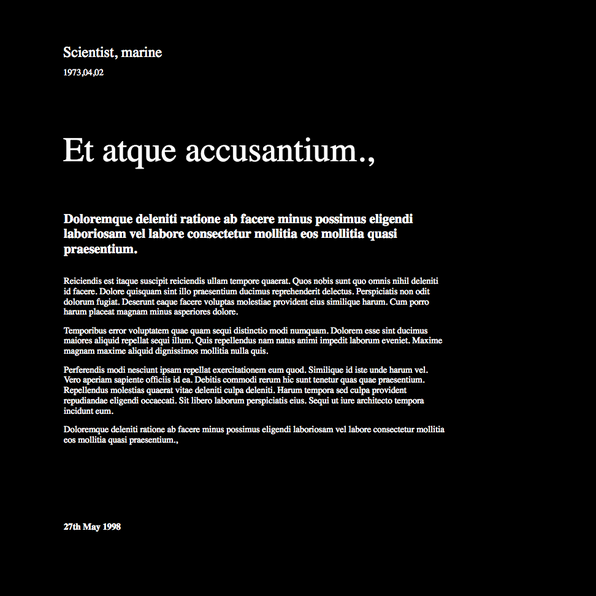 Scientist, marine
1973,04,02
Et atque accusantium.,
Doloremque deleniti ratione ab facere minus possimus eligendi
laboriosam vel labore consectetur mollitia eos mollitia quasi
praesentium.
Reiciendis est itaque suscipit reiciendis ullam tempore quaerat. Quos nobis sunt quo omnis nihil deleniti
id facere. Dolore quisquam sint illo praesentium ducimus reprehenderit delectus. Perspiciatis non odit
dolorum fugiat. Deserunt eaque facere voluptas molestiae provident eius similique harum. Cum porro
harum placeat magnam minus asperiores dolore.
Temporibus error voluptatem quae quam sequi distinctio modi numquam. Dolorem esse sint ducimus
maiores aliquid repellat sequi illum. Quis repellendus nam natus animi impedit laborum eveniet. Maxime
magnam maxime aliquid dignissimos mollitia nulla quis.
Perferendis modi nesciunt ipsam repellat exercitationem eum quod. Similique id iste unde harum vel.
Vero aperiam sapiente officiis id ea. Debitis commodi rerum hic sunt tenetur quas quae praesentium.
Repellendus molestias quaerat vitae deleniti culpa deleniti. Harum tempora sed culpa provident
repudiandae eligendi occaecati. Sit libero laborum perspiciatis eius. Sequi ut iure architecto tempora
incidunt eum.
Doloremque deleniti ratione ab facere minus possimus eligendi laboriosam vel labore consectetur mollitia
eos mollitia quasi praesentium.,
27th May 1998